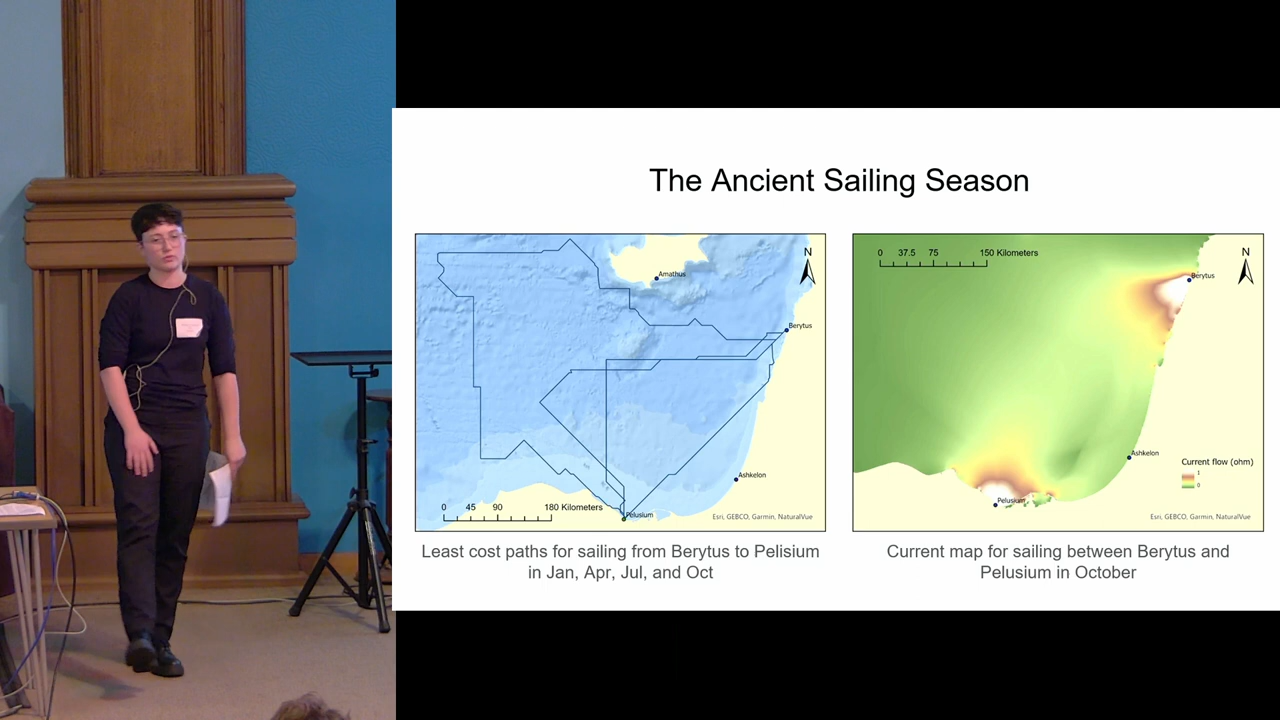 The Ancient Sailing Season
N
Amathus
Berytus
Ashkelon
0 45 90 180 Kilometers
Pelusium
Esri, GEBCO, Garmin, NaturalVue
Least cost paths for sailing from Berytus to Pelisium
in Jan, Apr, Jul, and Oct
0 37.5 75 150 Kilometers
N
Berytus
Ashkelon
Current flow (ohm)
1
0
Pelusium
Esri, GEBCO, Garmin, NaturalVue
Current map for sailing between Berytus and
Pelusium in October